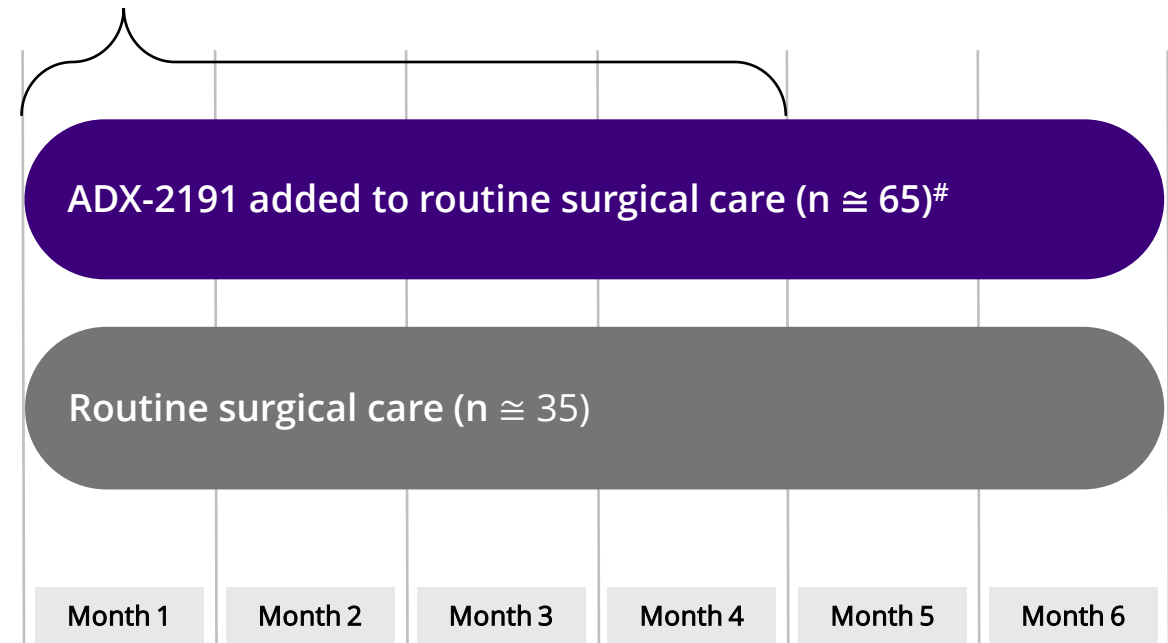 ADX-2191 added to routine surgical care (n ≅ 65)#
Routine surgical care (n ≅ 35)
Month 1 Month 2 Month 3 Month 4 Month 5 Month 6